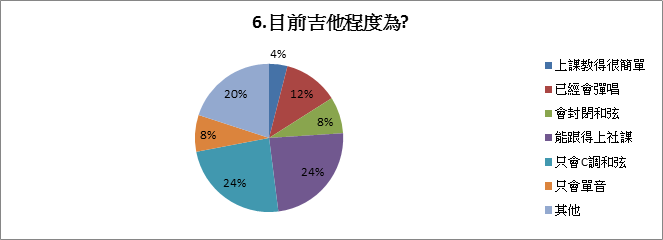 6.目前吉他程度為?
4%
12%
8%
24%
24%
8%
20%
上課教得很簡單
已經會彈唱
會封閉和弦
能跟得上社課
只會C調和弦
只會單音
其他